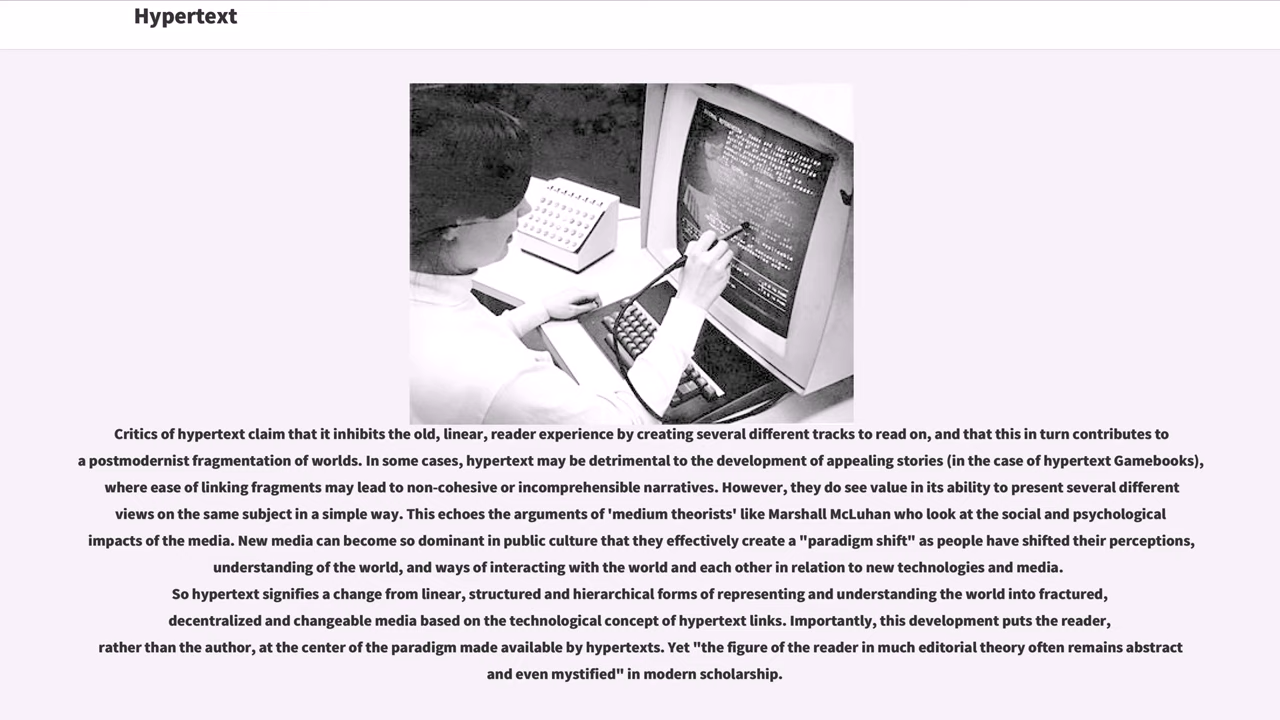 Hypertext
Critics of hypertext claim that it inhibits the old, linear, reader experience by creating several different tracks to read on, and that this in turn contributes to
a postmodernist fragmentation of worlds. In some cases, hypertext may be detrimental to the development of appealing stories (in the case of hypertext Gamebooks),
where ease of linking fragments may lead to non-cohesive or incomprehensible narratives. However, they do see value in its ability to present several different
views on the same subject in a simple way. This echoes the arguments of 'medium theorists' like Marshall McLuhan who look at the social and psychological
impacts of the media. New media can become so dominant in public culture that they effectively create a "paradigm shift" as people have shifted their perceptions,
understanding of the world, and ways of interacting with the world and each other in relation to new technologies and media.
So hypertext signifies a change from linear, structured and hierarchical forms of representing and understanding the world into fractured,
decentralized and changeable media based on the technological concept of hypertext links. Importantly, this development puts the reader,
rather than the author, at the center of the paradigm made available by hypertexts. Yet "the figure of the reader in much editorial theory often remains abstract
and even mystified" in modern scholarship.